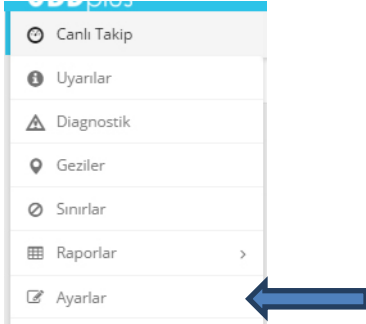 Canlı Takip
Uyarılar
Diagnostik
Geziler
Sınırlar
Raporlar
Ayarlar